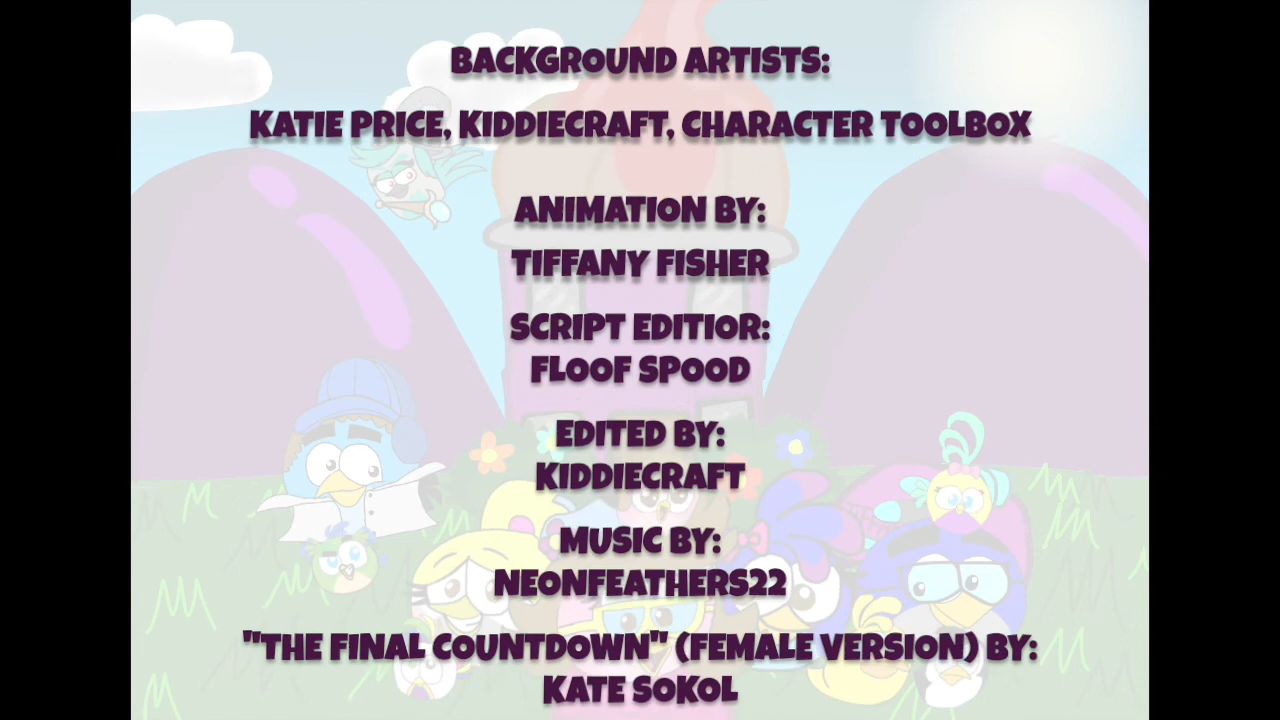 BACKGROUND ARTISTS:
KATIE PRICE, KIDDIECRAFT, CHARACTER TOOLBOX
ANIMATION BY:
TIFFANY FISHER
SCRIPT EDITIOR:
FLOOF SPOOD
EDITED BY:
KIDDIECRAFT
MUSIC BY:
NEONFEATHERS22
"THE FINAL COUNTDOWN" (FEMALE VERSION) BY:
KATE SOKOL